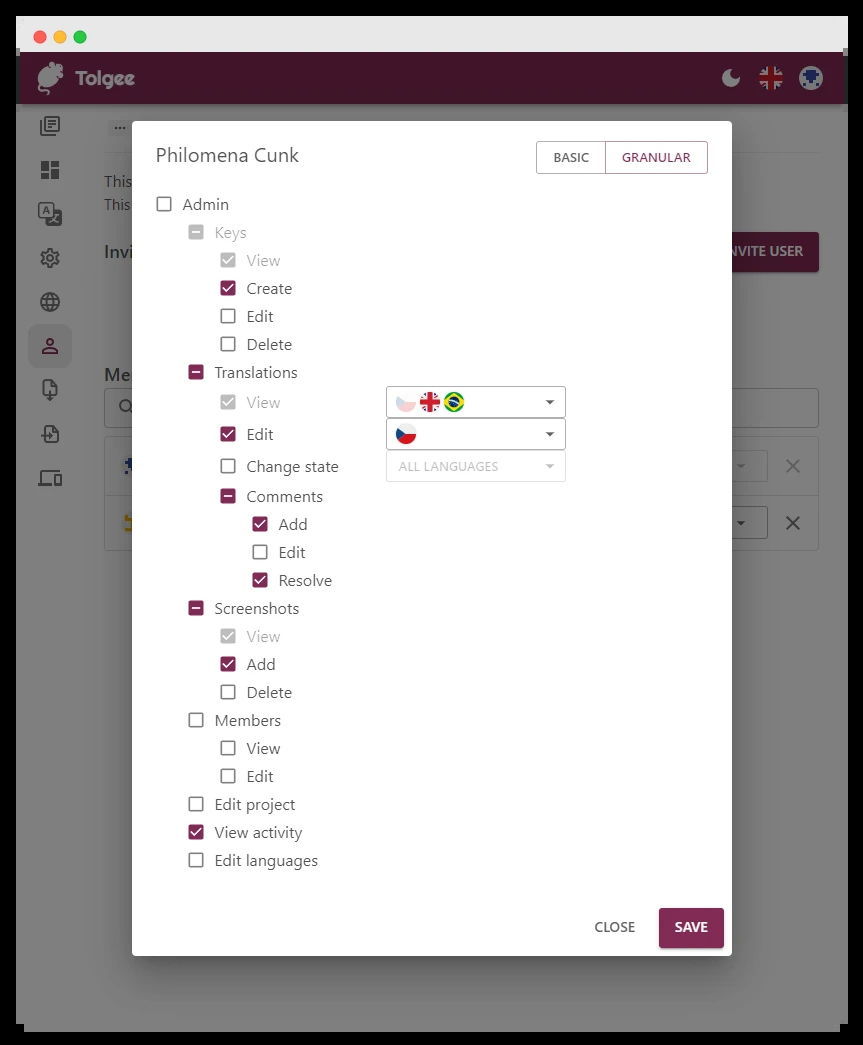 Tolgee
...
This
This
Philomena Cunk
BASIC
GRANULAR
Invi
NVITE USER
Me
Admin
Keys
View
Create
Edit
Delete
Translations
View
Edit
Change state
ALL LANGUAGES
Comments
Add
Edit
Resolve
Screenshots
View
Add
Delete
Members
View
Edit
Edit project
View activity
Edit languages
CLOSE
SAVE